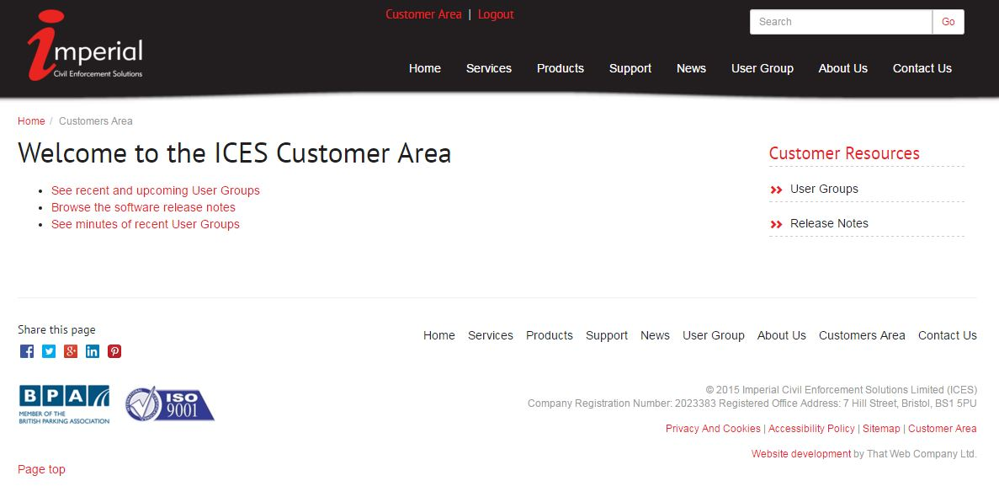 Customer Area | Logout
Search Go
imperial
Civil Enforcement Solutions
Home Services Products Support News User Group About Us Contact Us
Home / Customers Area
Welcome to the ICES Customer Area
See recent and upcoming User Groups
Browse the software release notes
See minutes of recent User Groups
Customer Resources
User Groups
Release Notes
Share this page
Home Services Products Support News User Group About Us Customers Area Contact Us
BPA
MEMBER OF THE
BRITISH PARKING ASSOCIATION
ISO
9001
© 2015 Imperial Civil Enforcement Solutions Limited (ICES)
Company Registration Number: 2023383 Registered Office Address: 7 Hill Street, Bristol, BS1 5PU
Privacy And Cookies | Accessibility Policy | Sitemap | Customer Area
Website development by That Web Company Ltd.
Page top